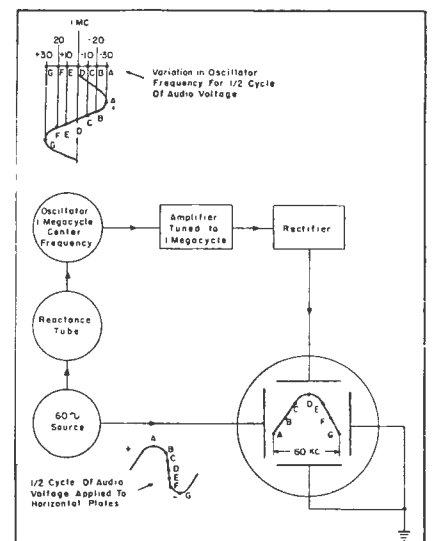 1 MC
20 -20
+30 +10 -10 -30
G F E D C B A
A
B
C
D
E
F
G
Variation in Oscillator
Frequency For 1/2 Cycle
Of Audio Voltage
Oscillator
1 Megacycle
Center
Frequency
Amplifier
Tuned to
1 Megacycle
Rectifier
Reactance
Tube
60~
Source
D
C E
B F
A G
60 KC
+
A
B
C
D
E
F
- G
1/2 Cycle Of Audio
Voltage Applied To
Horizontal Plates